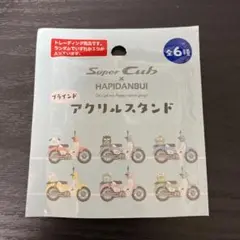 トレーディング商品です。
ランダムでいずれか1つが
入っています。
全6種
Super Cub
×
HAPIDANBUI
ブラインド
アクリルスタンド